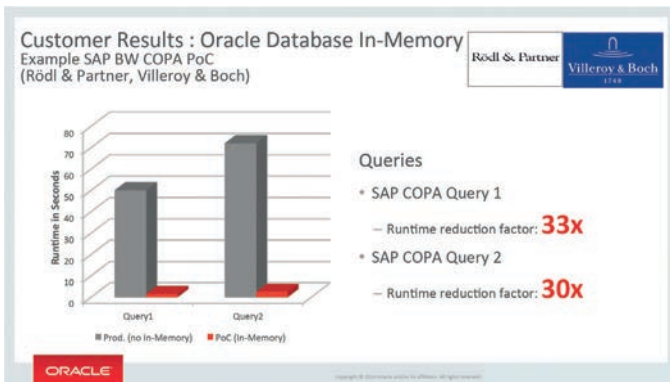 Customer Results : Oracle Database In-Memory
Example SAP BW COPA PoC
(Rödl & Partner, Villeroy & Boch)
Rödl & Partner
Villeroy & Boch
1748
80
70
60
50
40
30
20
10
0
Runtime in Seconds
Query1
Query2
Prod. (no In-Memory)
PoC (In-Memory)
Queries
• SAP COPA Query 1
– Runtime reduction factor: 33x
• SAP COPA Query 2
– Runtime reduction factor: 30x
ORACLE